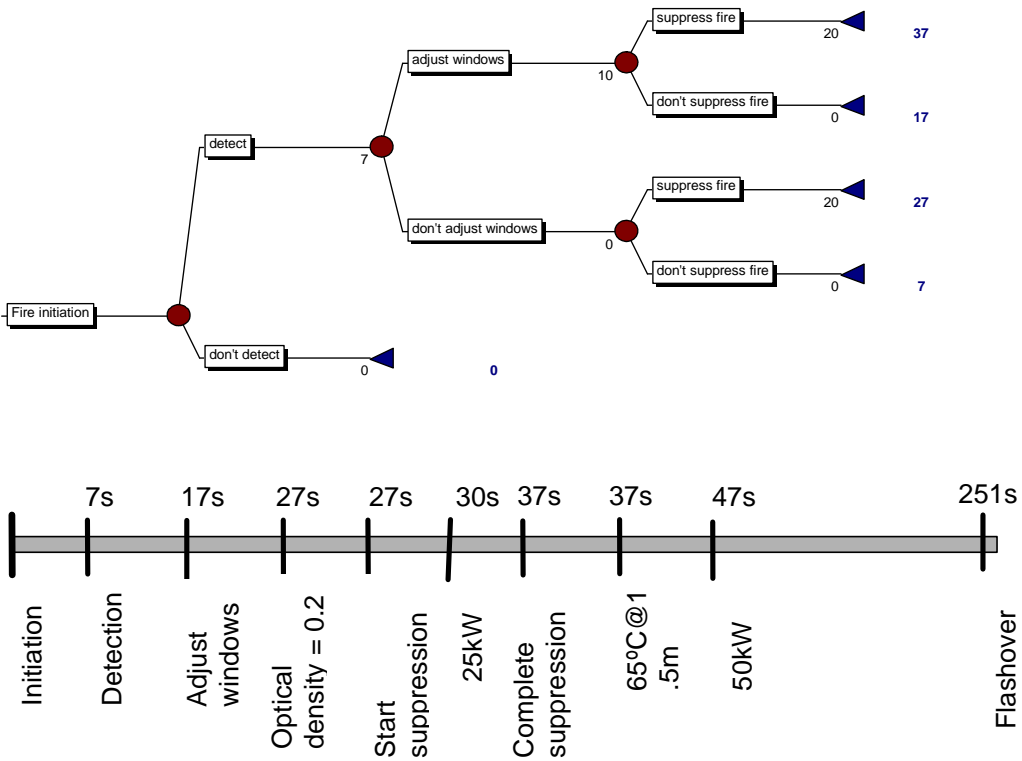 suppress fire
20
37
adjust windows
10
don't suppress fire
0
17
detect
7
suppress fire
20
27
don't adjust windows
0
don't suppress fire
0
7
Fire initiation
don't detect
0
0
7s
17s
27s
27s
30s
37s
37s
47s
251s
Initiation
Detection
Adjust
windows
Optical
density = 0.2
Start
suppression
25kW
Complete
suppression
65ºC@1
.5m
50kW
Flashover